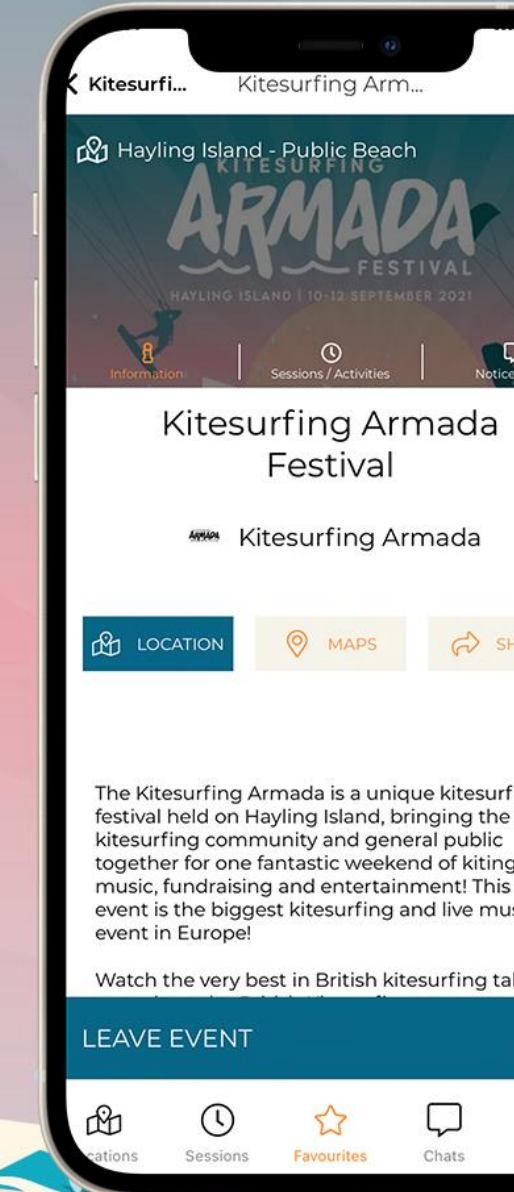 Kitesurfi... Kitesurfing Arm...
Hayling Island - Public Beach
KITESURFING
ARMADA
FESTIVAL
HAYLING ISLAND | 10-12 SEPTEMBER 2021
Information Sessions / Activities Notice
Kitesurfing Armada
Festival
ARMADA Kitesurfing Armada
LOCATION MAPS SH
The Kitesurfing Armada is a unique kitesurf
festival held on Hayling Island, bringing the
kitesurfing community and general public
together for one fantastic weekend of kiting
music, fundraising and entertainment! This
event is the biggest kitesurfing and live mus
event in Europe!
Watch the very best in British kitesurfing tal
LEAVE EVENT
cations Sessions Favourites Chats